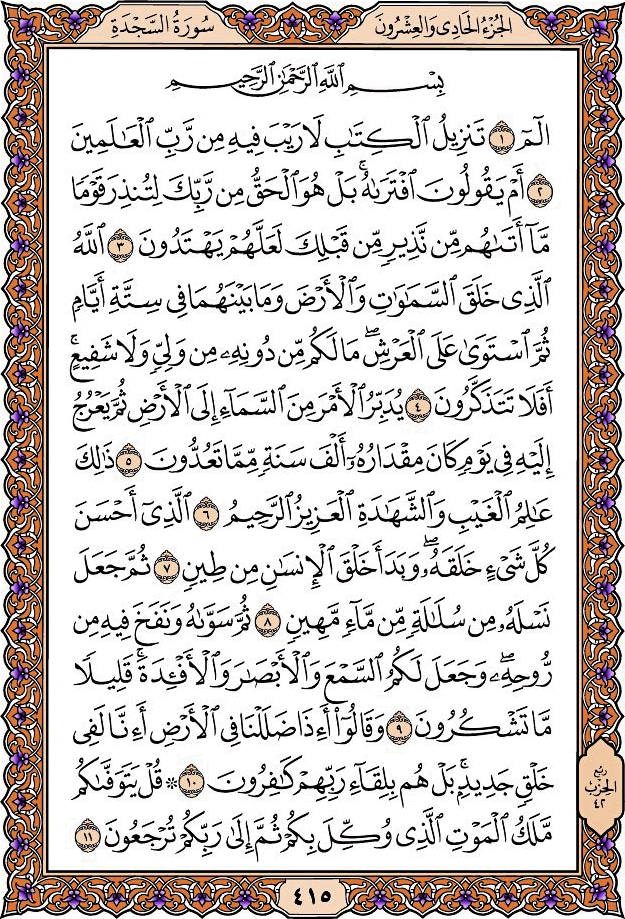 الجُزْءُ الحَادِى وَالعِشْرُونَ
سُورَةُ السَّجْدَةِ
بِسْمِ ٱللَّهِ ٱلرَّحْمَٰنِ ٱلرَّحِيمِ
الٓمٓ ١ تَنزِيلُ ٱلْكِتَٰبِ لَا رَيْبَ فِيهِ مِن رَّبِّ ٱلْعَٰلَمِينَ
٢ أَمْ يَقُولُونَ ٱفْتَرَىٰهُ ۚ بَلْ هُوَ ٱلْحَقُّ مِن رَّبِّكَ لِتُنذِرَ قَوْمًا
مَّآ أَتَىٰهُم مِّن نَّذِيرٍ مِّن قَبْلِكَ لَعَلَّهُمْ يَهْتَدُونَ ٣ ٱللَّهُ
ٱلَّذِى خَلَقَ ٱلسَّمَٰوَٰتِ وَٱلْأَرْضَ وَمَا بَيْنَهُمَا فِى سِتَّةِ أَيَّامٍ
ثُمَّ ٱسْتَوَىٰ عَلَى ٱلْعَرْشِ ۖ مَا لَكُم مِّن دُونِهِۦ مِن وَلِىٍّ وَلَا شَفِيعٍ ۚ
أَفَلَا تَتَذَكَّرُونَ ٤ يُدَبِّرُ ٱلْأَمْرَ مِنَ ٱلسَّمَآءِ إِلَى ٱلْأَرْضِ ثُمَّ يَعْرُجُ
إِلَيْهِ فِى يَوْمٍ كَانَ مِقْدَارُهُۥٓ أَلْفَ سَنَةٍ مِّمَّا تَعُدُّونَ ٥ ذَٰلِكَ
عَٰلِمُ ٱلْغَيْبِ وَٱلشَّهَٰدَةِ ٱلْعَزِيزُ ٱلرَّحِيمُ ٦ ٱلَّذِىٓ أَحْسَنَ
كُلَّ شَىْءٍ خَلَقَهُۥ ۖ وَبَدَأَ خَلْقَ ٱلْإِنسَٰنِ مِن طِينٍ ٧ ثُمَّ جَعَلَ
نَسْلَهُۥ مِن سُلَٰلَةٍ مِّن مَّآءٍ مَّهِينٍ ٨ ثُمَّ سَوَّىٰهُ وَنَفَخَ فِيهِ مِن
رُّوحِهِۦ ۖ وَجَعَلَ لَكُمُ ٱلسَّمْعَ وَٱلْأَبْصَٰرَ وَٱلْأَفْـِٔدَةَ ۚ قَلِيلًا
مَّا تَشْكُرُونَ ٩ وَقَالُوٓا۟ أَءِذَا ضَلَلْنَا فِى ٱلْأَرْضِ أَءِنَّا لَفِى
خَلْقٍ جَدِيدٍۭ ۚ بَلْ هُم بِلِقَآءِ رَبِّهِمْ كَٰفِرُونَ ١٠ ۞ قُلْ يَتَوَفَّىٰكُم
مَّلَكُ ٱلْمَوْتِ ٱلَّذِى وُكِّلَ بِكُمْ ثُمَّ إِلَىٰ رَبِّكُمْ تُرْجَعُونَ ١١
ربع
الحزب
٤٢
٤١٥